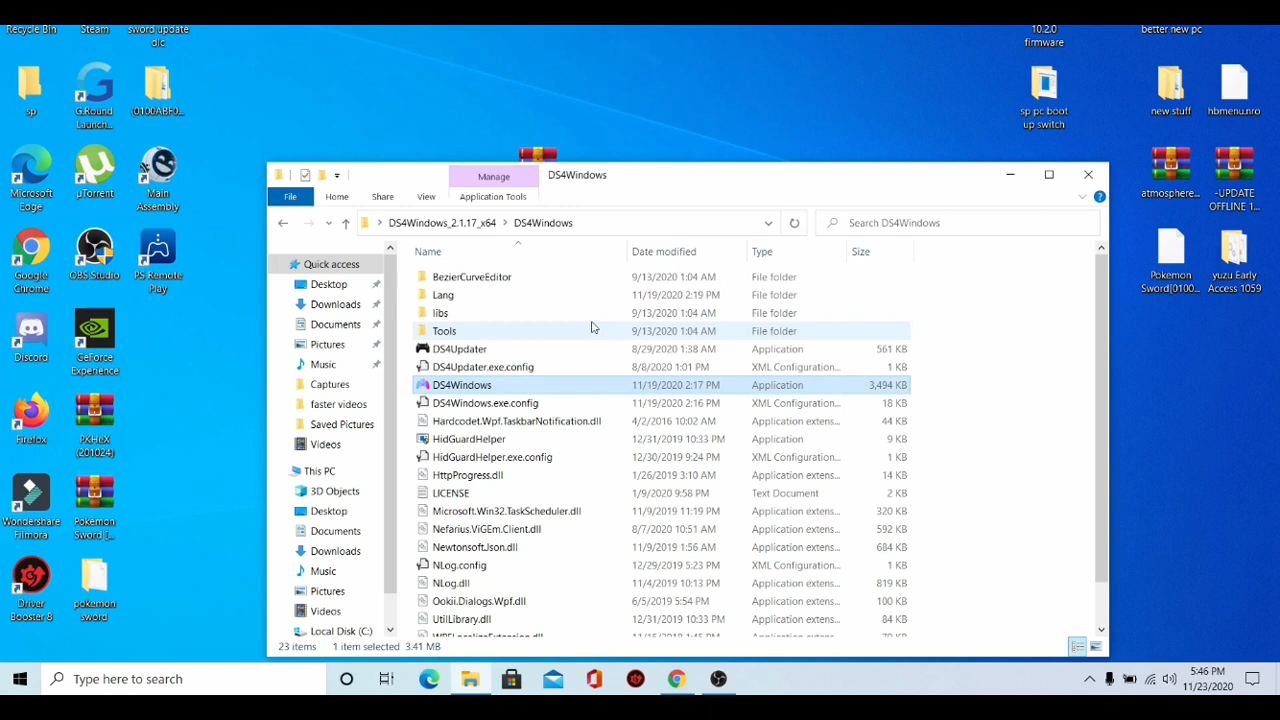 Recycle Bin
Steam
sword update
dlc
10.2.0
firmware
better new pc
sp
G.Round
Launch...
(0100ABF0...
sp pc boot
up switch
new stuff
hbmenu.nro
Microsoft
Edge
µTorrent
Main
Assembly
atmosphere...
-UPDATE
OFFLINE 1...
Google
Chrome
OBS Studio
PS Remote
Play
Pokemon
Sword[0100...
yuzu Early
Access 1059
Discord
GeForce
Experience
Firefox
PKHeX
(201024)
Wondershare
Filmora
Pokemon
Sword [...
Driver
Booster 8
pokemon
sword
Manage
DS4Windows
File
Home
Share
View
Application Tools
DS4Windows_2.1.17_x64 > DS4Windows
Search DS4Windows
Name Date modified Type Size
Quick access
Desktop
Downloads
Documents
Pictures
Music
Captures
faster videos
Saved Pictures
Videos
This PC
3D Objects
Desktop
Documents
Downloads
Music
Pictures
Videos
Local Disk (C:)
BezierCurveEditor 9/13/2020 1:04 AM File folder
Lang 11/19/2020 2:19 PM File folder
libs 9/13/2020 1:04 AM File folder
Tools 9/13/2020 1:04 AM File folder
DS4Updater 8/29/2020 1:38 AM Application 561 KB
DS4Updater.exe.config 8/8/2020 1:01 PM XML Configuration... 1 KB
DS4Windows 11/19/2020 2:17 PM Application 3,494 KB
DS4Windows.exe.config 11/19/2020 2:16 PM XML Configuration... 18 KB
Hardcodet.Wpf.TaskbarNotification.dll 4/2/2016 10:02 AM Application extens... 44 KB
HidGuardHelper 12/31/2019 10:33 PM Application 9 KB
HidGuardHelper.exe.config 12/30/2019 9:24 PM XML Configuration... 1 KB
HttpProgress.dll 1/26/2019 3:10 AM Application extens... 14 KB
LICENSE 1/9/2020 9:58 PM Text Document 2 KB
Microsoft.Win32.TaskScheduler.dll 11/9/2019 11:19 PM Application extens... 320 KB
Nefarius.ViGEm.Client.dll 8/7/2020 10:51 AM Application extens... 592 KB
Newtonsoft.Json.dll 11/9/2019 1:56 AM Application extens... 684 KB
NLog.config 12/29/2019 5:23 PM XML Configuration... 1 KB
NLog.dll 11/4/2019 10:13 PM Application extens... 819 KB
Ookii.Dialogs.Wpf.dll 6/5/2019 5:54 PM Application extens... 100 KB
UtilLibrary.dll 12/31/2019 10:33 PM Application extens... 84 KB
23 items 1 item selected 3.41 MB
Type here to search
5:46 PM
11/23/2020